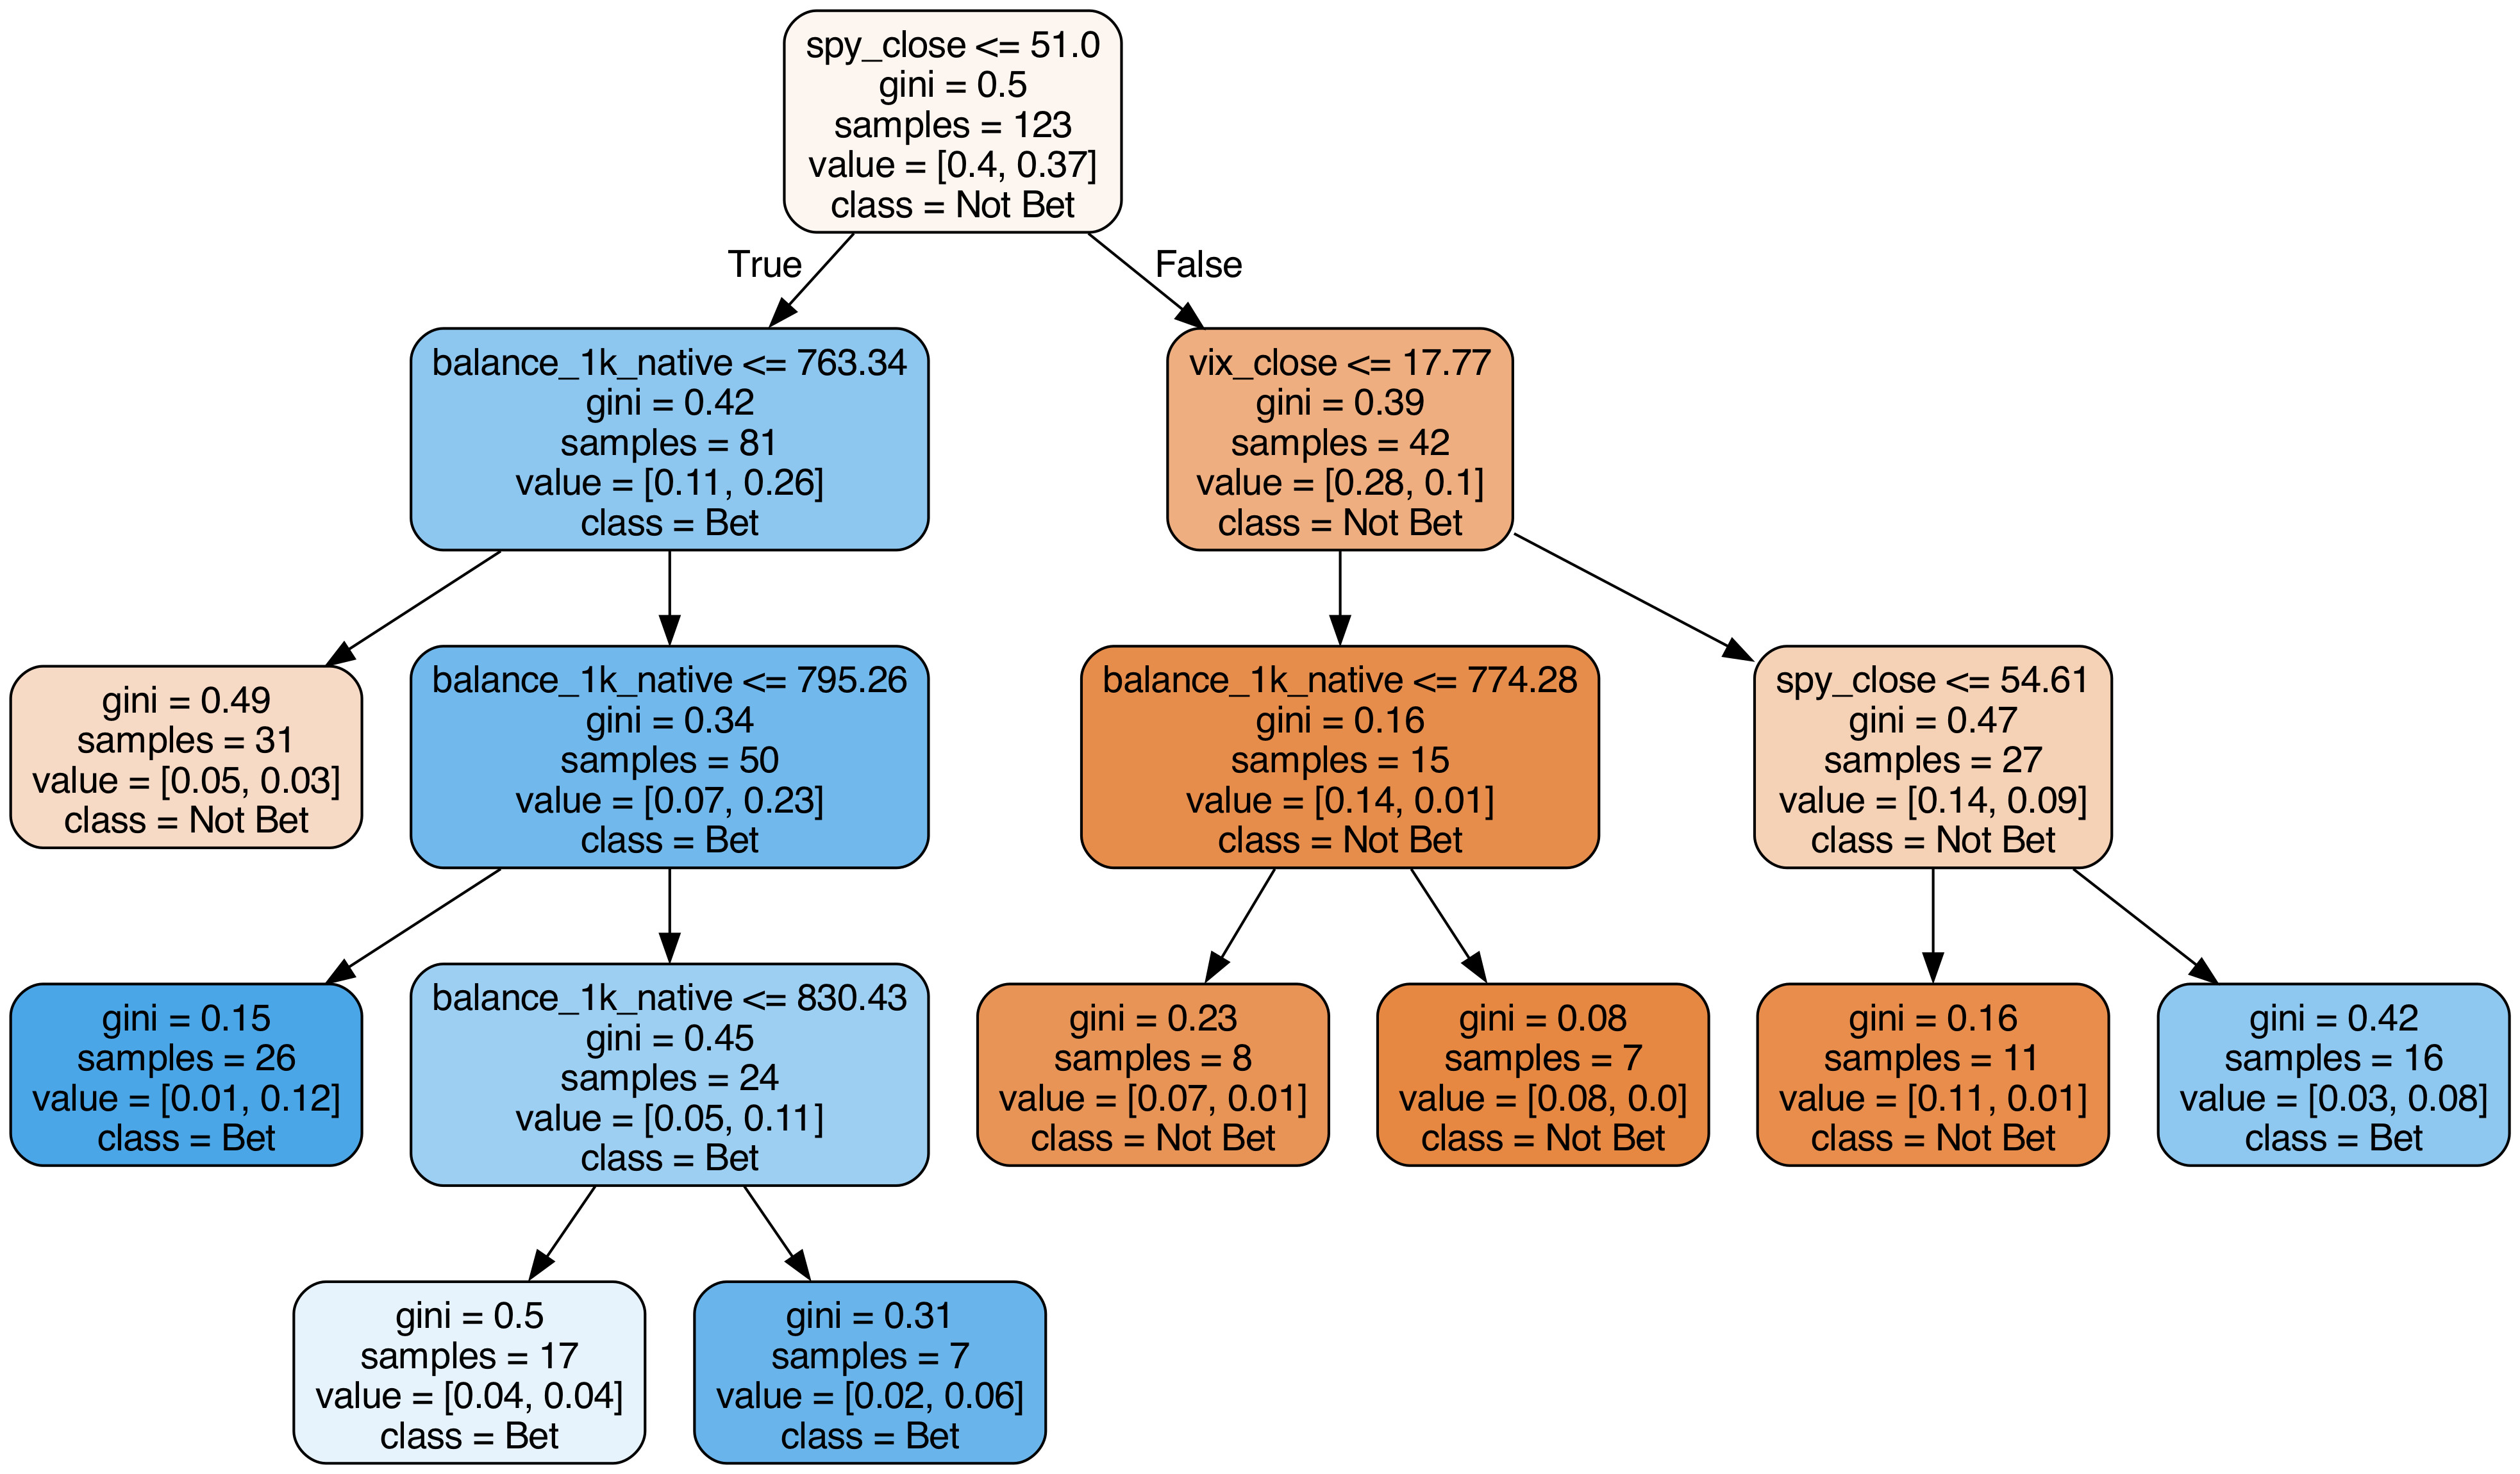 spy_close <= 51.0
gini = 0.5
samples = 123
value = [0.4, 0.37]
class = Not Bet
True
False
balance_1k_native <= 763.34
gini = 0.42
samples = 81
value = [0.11, 0.26]
class = Bet
vix_close <= 17.77
gini = 0.39
samples = 42
value = [0.28, 0.1]
class = Not Bet
gini = 0.49
samples = 31
value = [0.05, 0.03]
class = Not Bet
balance_1k_native <= 795.26
gini = 0.34
samples = 50
value = [0.07, 0.23]
class = Bet
balance_1k_native <= 774.28
gini = 0.16
samples = 15
value = [0.14, 0.01]
class = Not Bet
spy_close <= 54.61
gini = 0.47
samples = 27
value = [0.14, 0.09]
class = Not Bet
gini = 0.15
samples = 26
value = [0.01, 0.12]
class = Bet
balance_1k_native <= 830.43
gini = 0.45
samples = 24
value = [0.05, 0.11]
class = Bet
gini = 0.23
samples = 8
value = [0.07, 0.01]
class = Not Bet
gini = 0.08
samples = 7
value = [0.08, 0.0]
class = Not Bet
gini = 0.16
samples = 11
value = [0.11, 0.01]
class = Not Bet
gini = 0.42
samples = 16
value = [0.03, 0.08]
class = Bet
gini = 0.5
samples = 17
value = [0.04, 0.04]
class = Bet
gini = 0.31
samples = 7
value = [0.02, 0.06]
class = Bet